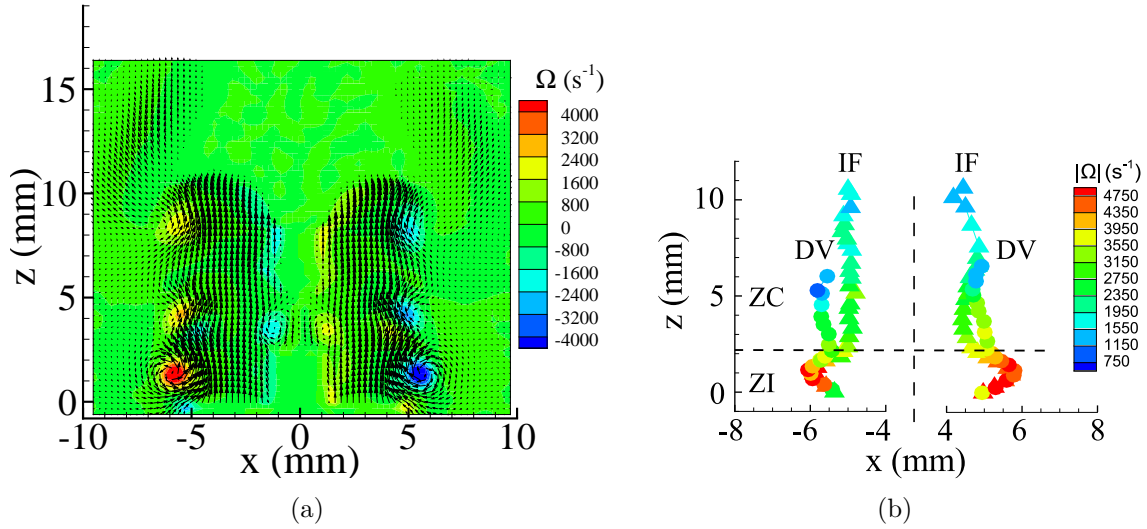 Ω (s⁻¹)
4000
3200
2400
1600
800
0
-800
-1600
-2400
-3200
-4000
z (mm)
15
10
5
0
-10 -5 0 5 10
x (mm)
(a)
IF IF
|Ω| (s⁻¹)
4750
4350
3950
3550
3150
2750
2350
1950
1550
1150
750
z (mm)
10
5
0
DV DV
ZC
ZI
-8 -6 -4 4 6 8
x (mm)
(b)